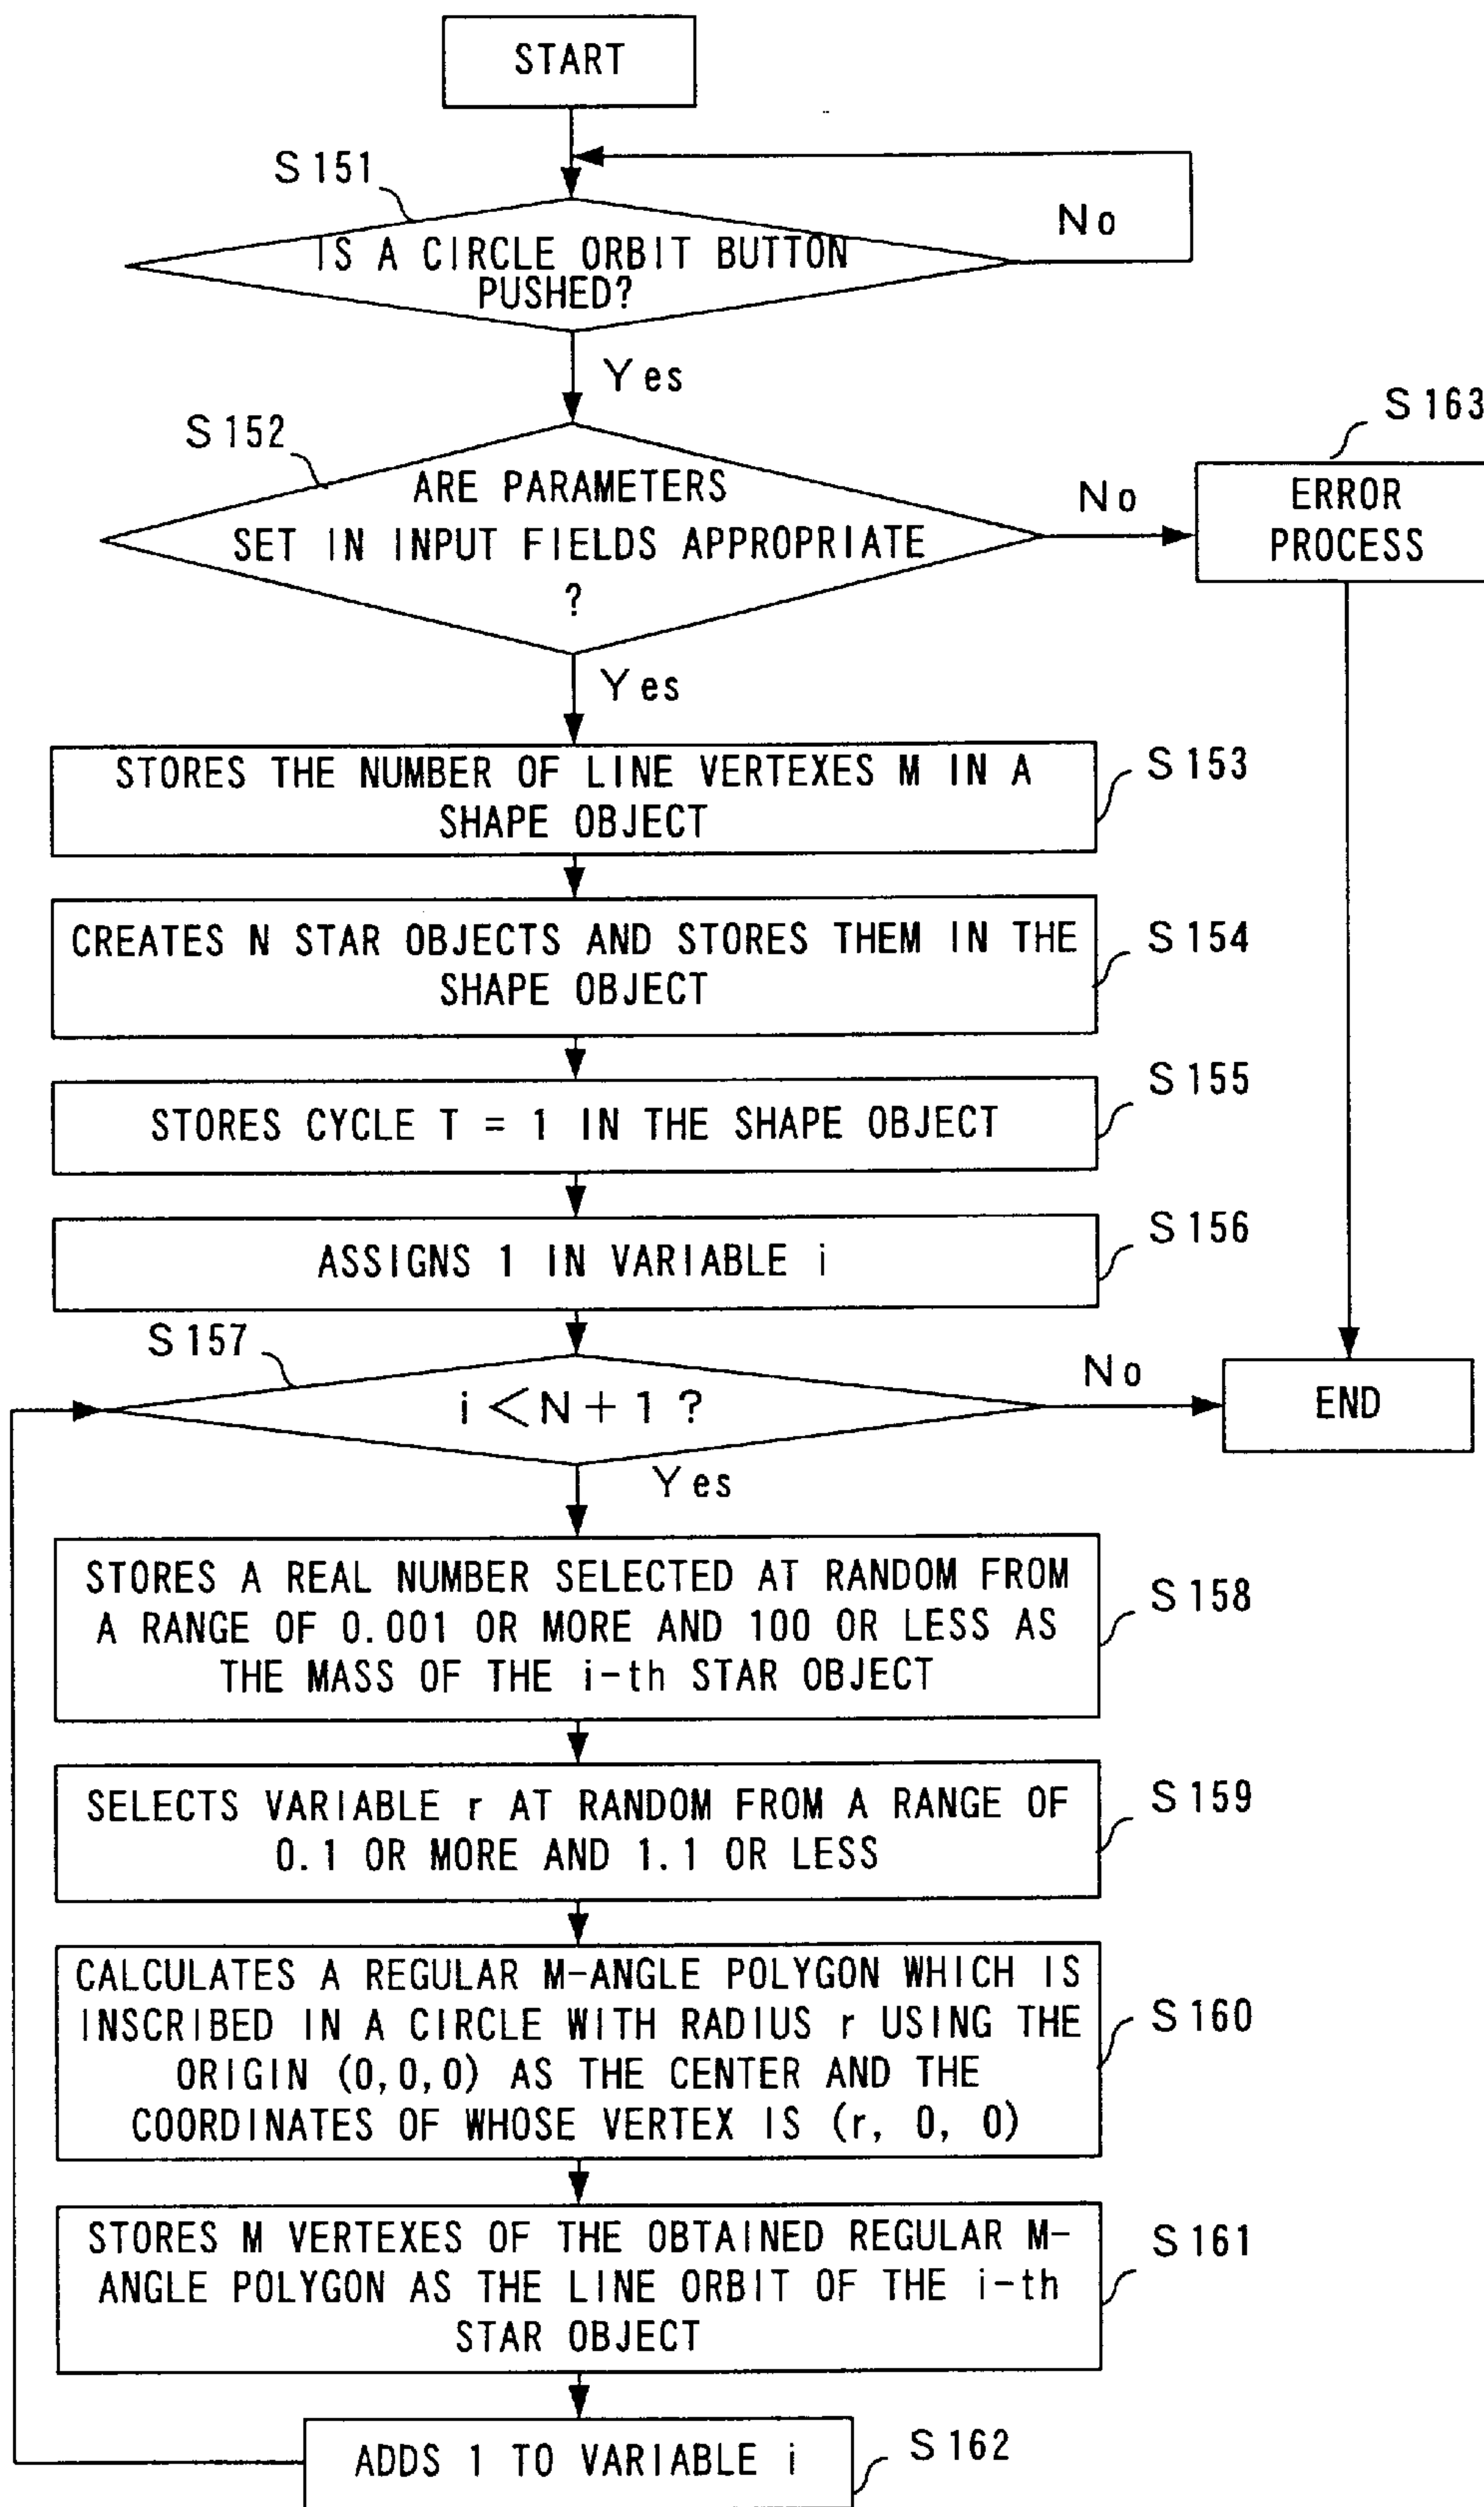 START
S151
No
IS A CIRCLE ORBIT BUTTON
PUSHED?
Yes
S152
S163
ARE PARAMETERS
SET IN INPUT FIELDS APPROPRIATE
?
No
ERROR
PROCESS
Yes
STORES THE NUMBER OF LINE VERTEXES M IN A
SHAPE OBJECT
S153
CREATES N STAR OBJECTS AND STORES THEM IN THE
SHAPE OBJECT
S154
STORES CYCLE T = 1 IN THE SHAPE OBJECT
S155
ASSIGNS 1 IN VARIABLE i
S156
S157
i<N+1?
No
END
Yes
STORES A REAL NUMBER SELECTED AT RANDOM FROM
A RANGE OF 0.001 OR MORE AND 100 OR LESS AS
THE MASS OF THE i-th STAR OBJECT
S158
SELECTS VARIABLE r AT RANDOM FROM A RANGE OF
0.1 OR MORE AND 1.1 OR LESS
S159
CALCULATES A REGULAR M-ANGLE POLYGON WHICH IS
INSCRIBED IN A CIRCLE WITH RADIUS r USING THE
ORIGIN (0,0,0) AS THE CENTER AND THE
COORDINATES OF WHOSE VERTEX IS (r, 0, 0)
S160
STORES M VERTEXES OF THE OBTAINED REGULAR M-
ANGLE POLYGON AS THE LINE ORBIT OF THE i-th
STAR OBJECT
S161
ADDS 1 TO VARIABLE i
S162